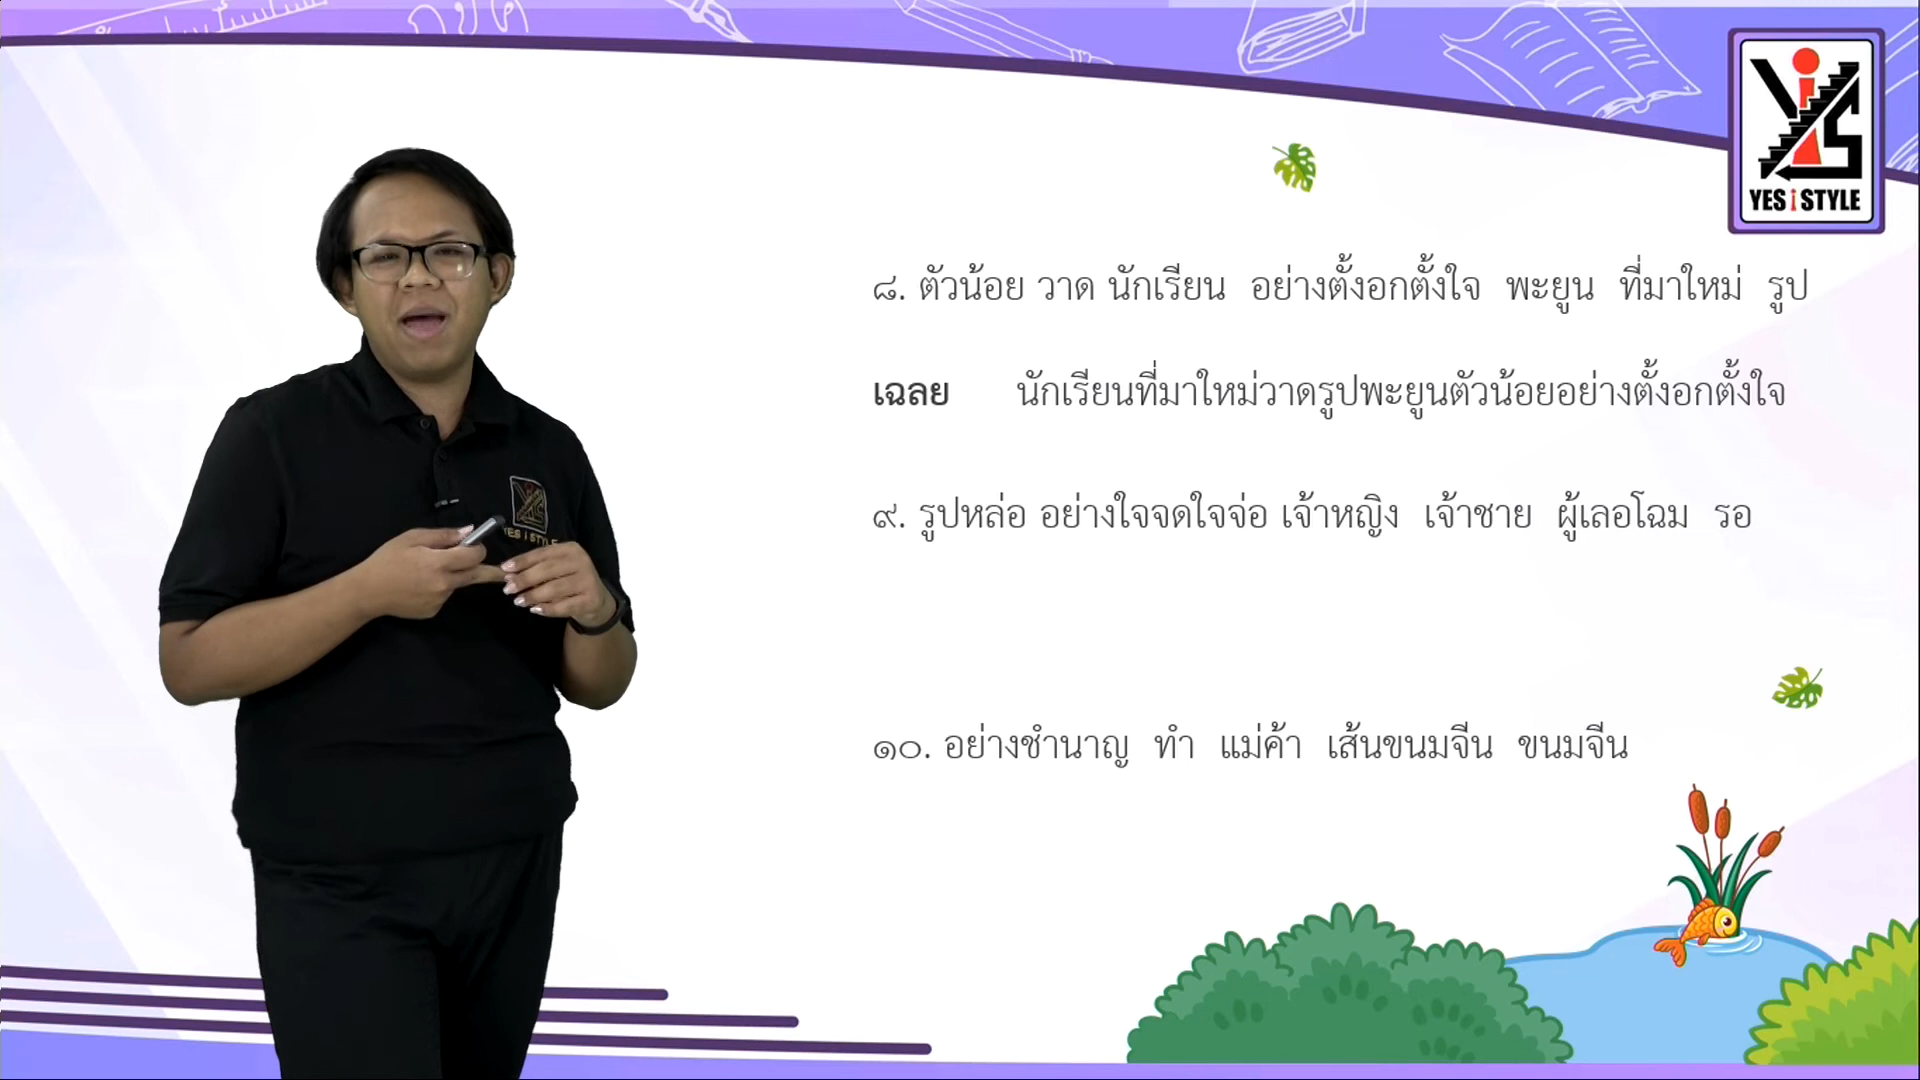 ก ข ค
YES i STYLE
๘. ตัวน้อย วาด นักเรียน อย่างตั้งอกตั้งใจ พะยูน ที่มาใหม่ รูป
เฉลย นักเรียนที่มาใหม่วาดรูปพะยูนตัวน้อยอย่างตั้งอกตั้งใจ
๙. รูปหล่อ อย่างใจจดใจจ่อ เจ้าหญิง เจ้าชาย ผู้เลอโฉม รอ
YES i STYLE
๑๐. อย่างชำนาญ ทำ แม่ค้า เส้นขนมจีน ขนมจีน